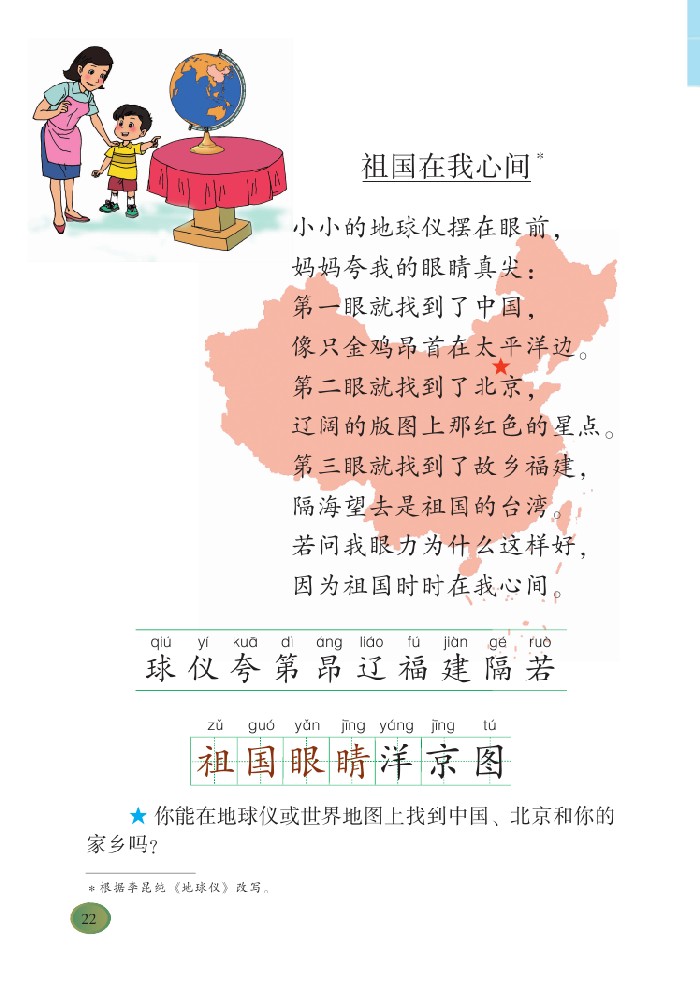 祖国在我心间*
小小的地球仪摆在眼前，
妈妈夸我的眼睛真尖：
第一眼就找到了中国，
像只金鸡昂首在太平洋边。
第二眼就找到了北京，
辽阔的版图上那红色的星点。
第三眼就找到了故乡福建，
隔海望去是祖国的台湾。
若问我眼力为什么这样好，
因为祖国时时在我心间。
qiú yí kuā dì áng liáo fú jiàn gé ruò
球 仪 夸 第 昂 辽 福 建 隔 若
zǔ guó yǎn jīng yáng jīng tú
祖 国 眼 睛 洋 京 图
★ 你能在地球仪或世界地图上找到中国、北京和你的
家乡吗？
* 根据李昆纯《地球仪》改写。
22